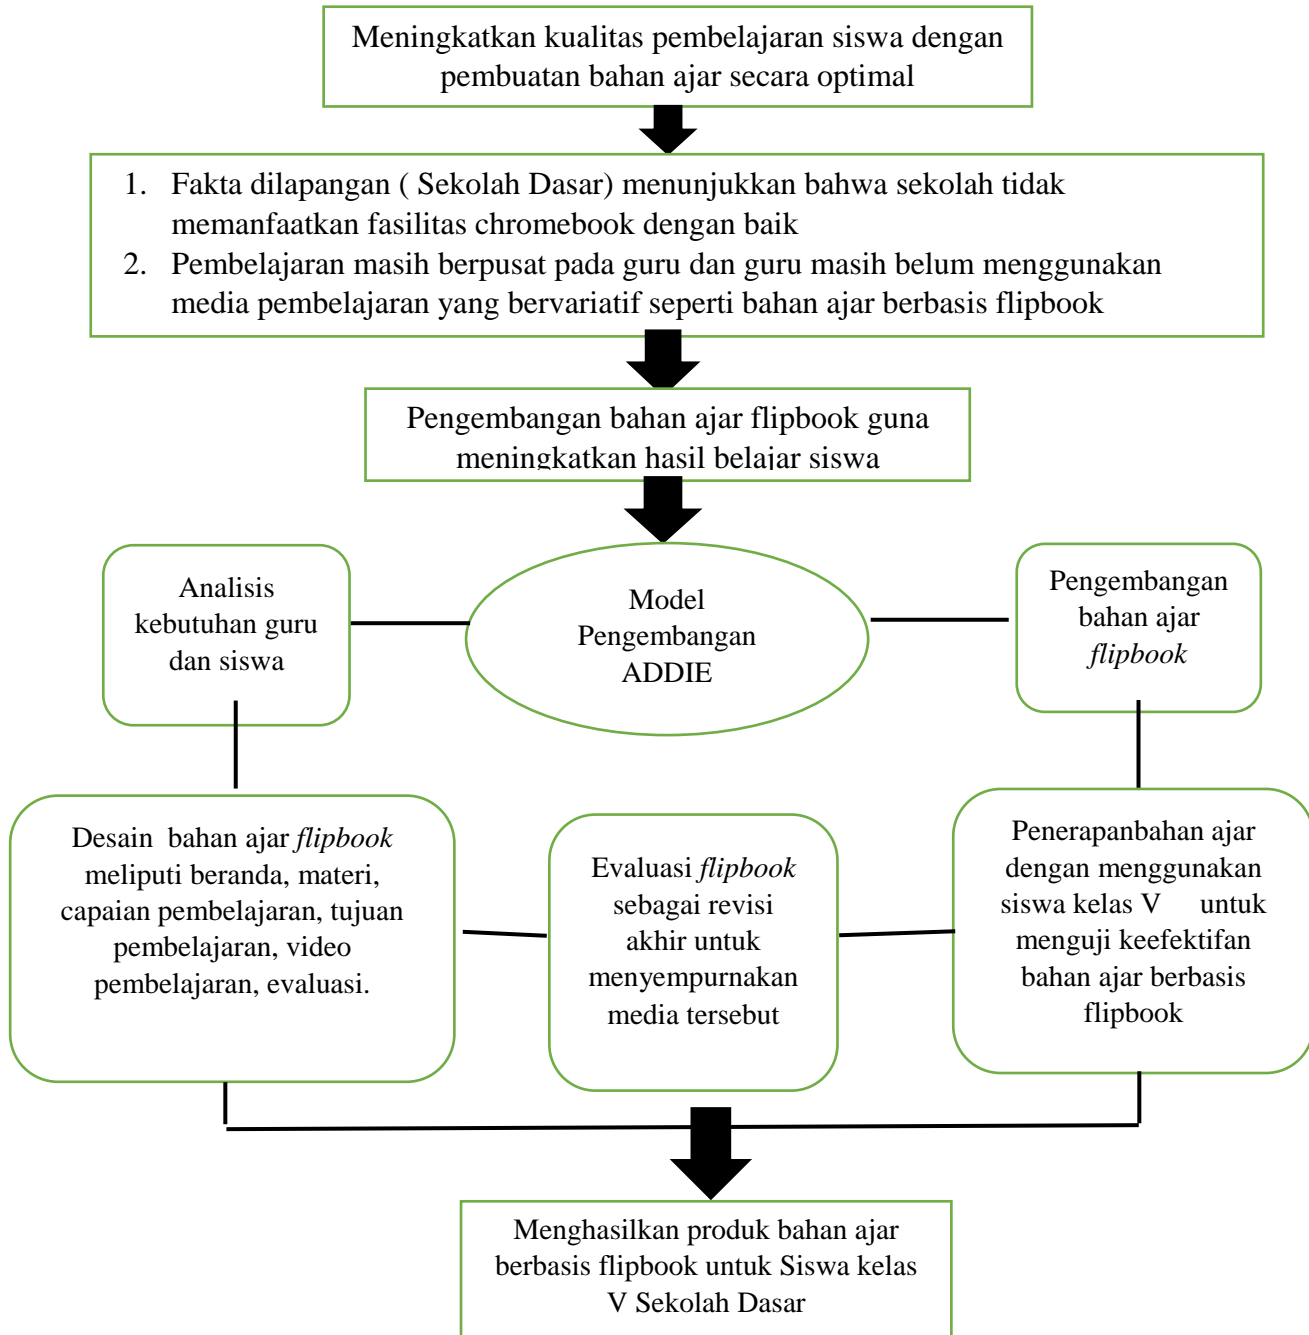 Meningkatkan kualitas pembelajaran siswa dengan
pembuatan bahan ajar secara optimal
1. Fakta dilapangan ( Sekolah Dasar) menunjukkan bahwa sekolah tidak
memanfaatkan fasilitas chromebook dengan baik
2. Pembelajaran masih berpusat pada guru dan guru masih belum menggunakan
media pembelajaran yang bervariatif seperti bahan ajar berbasis flipbook
Pengembangan bahan ajar flipbook guna
meningkatkan hasil belajar siswa
Analisis
kebutuhan guru
dan siswa
Model
Pengembangan
ADDIE
Pengembangan
bahan ajar
flipbook
Desain bahan ajar flipbook
meliputi beranda, materi,
capaian pembelajaran, tujuan
pembelajaran, video
pembelajaran, evaluasi.
Evaluasi flipbook
sebagai revisi
akhir untuk
menyempurnakan
media tersebut
Penerapanbahan ajar
dengan menggunakan
siswa kelas V untuk
menguji keefektifan
bahan ajar berbasis
flipbook
Menghasilkan produk bahan ajar
berbasis flipbook untuk Siswa kelas
V Sekolah Dasar